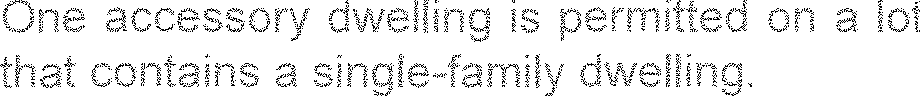 One accessory dwelling is permitted on a lot
that contains a single-family dwelling.